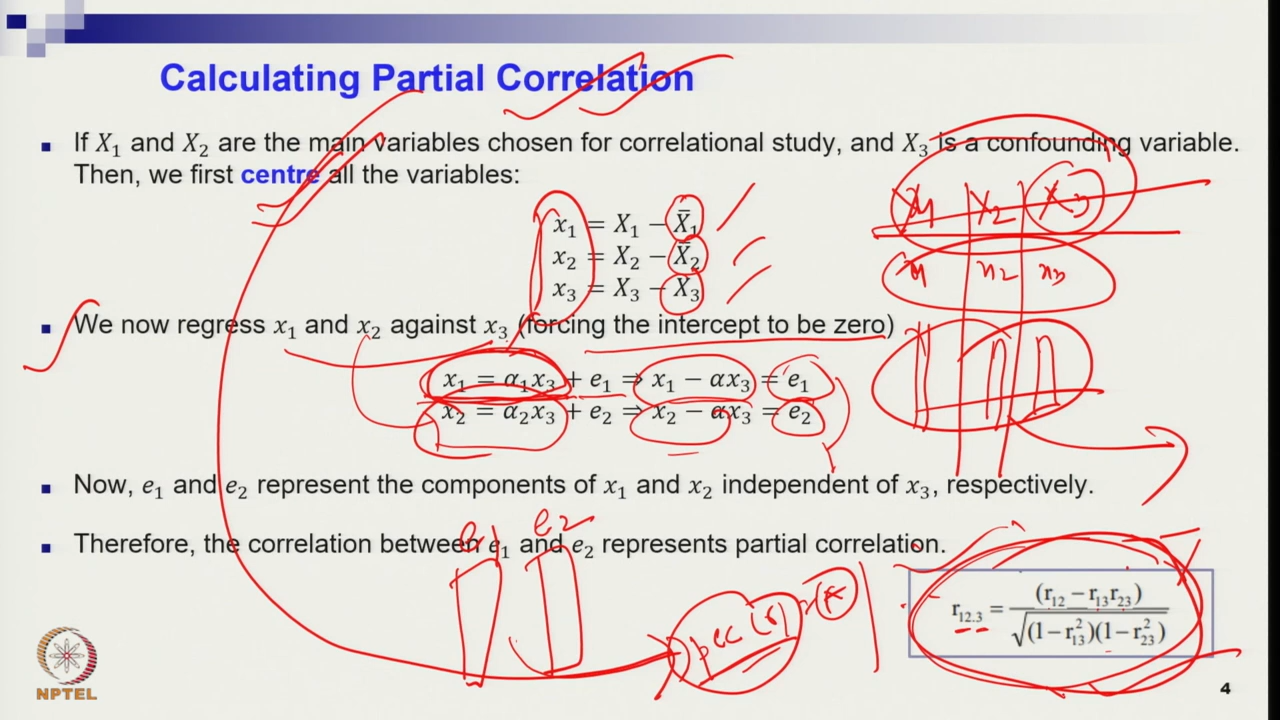 Calculating Partial Correlation
▪ If X₁ and X₂ are the main variables chosen for correlational study, and X₃ is a confounding variable.
Then, we first centre all the variables:
x₁ = X₁ − X̄₁
x₂ = X₂ − X̄₂
x₃ = X₃ − X̄₃
X1 X2 X3
x1 x2 x3
▪ We now regress x₁ and x₂ against x₃ (forcing the intercept to be zero)
x₁ = α₁x₃ + e₁ ⇒ x₁ − αx₃ = e₁
x₂ = α₂x₃ + e₂ ⇒ x₂ − αx₃ = e₂
▪ Now, e₁ and e₂ represent the components of x₁ and x₂ independent of x₃, respectively.
▪ Therefore, the correlation between e₁ and e₂ represents partial correlation.
e1 e2
pcc (r)
r₁₂.₃ = (r₁₂ − r₁₃r₂₃) / √(1 − r₁₃²)(1 − r₂₃²)
NPTEL
4